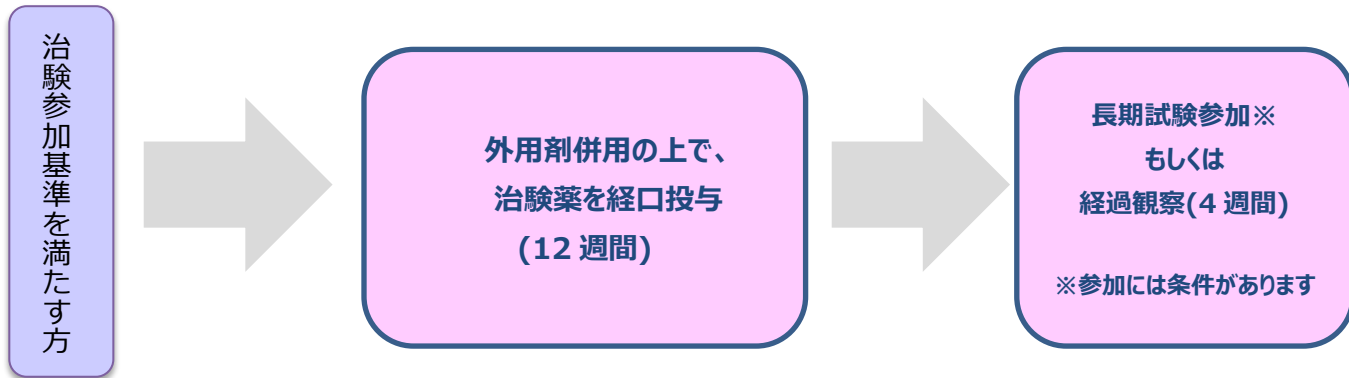 治験参加基準を満たす方
外用剤併用の上で、
治験薬を経口投与
(12 週間)
長期試験参加※
もしくは
経過観察(4 週間)
※参加には条件があります